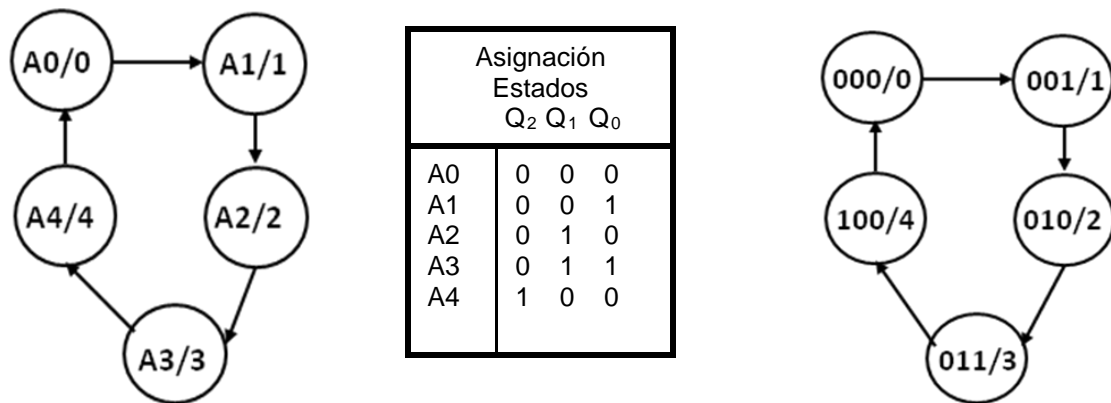 A0/0
A1/1
A4/4
A2/2
A3/3
Asignación
Estados
Q2 Q1 Q0
A0 0 0 0
A1 0 0 1
A2 0 1 0
A3 0 1 1
A4 1 0 0
000/0
001/1
100/4
010/2
011/3